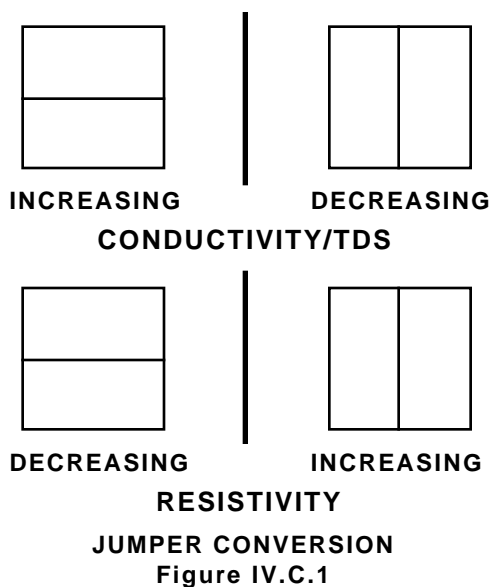 INCREASING DECREASING
CONDUCTIVITY/TDS
DECREASING INCREASING
RESISTIVITY
JUMPER CONVERSION
Figure IV.C.1